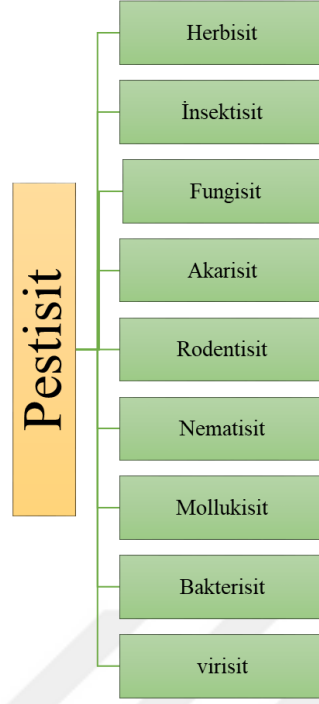 Pestisit
Herbisit
İnsektisit
Fungisit
Akarisit
Rodentisit
Nematisit
Mollukisit
Bakterisit
virisit